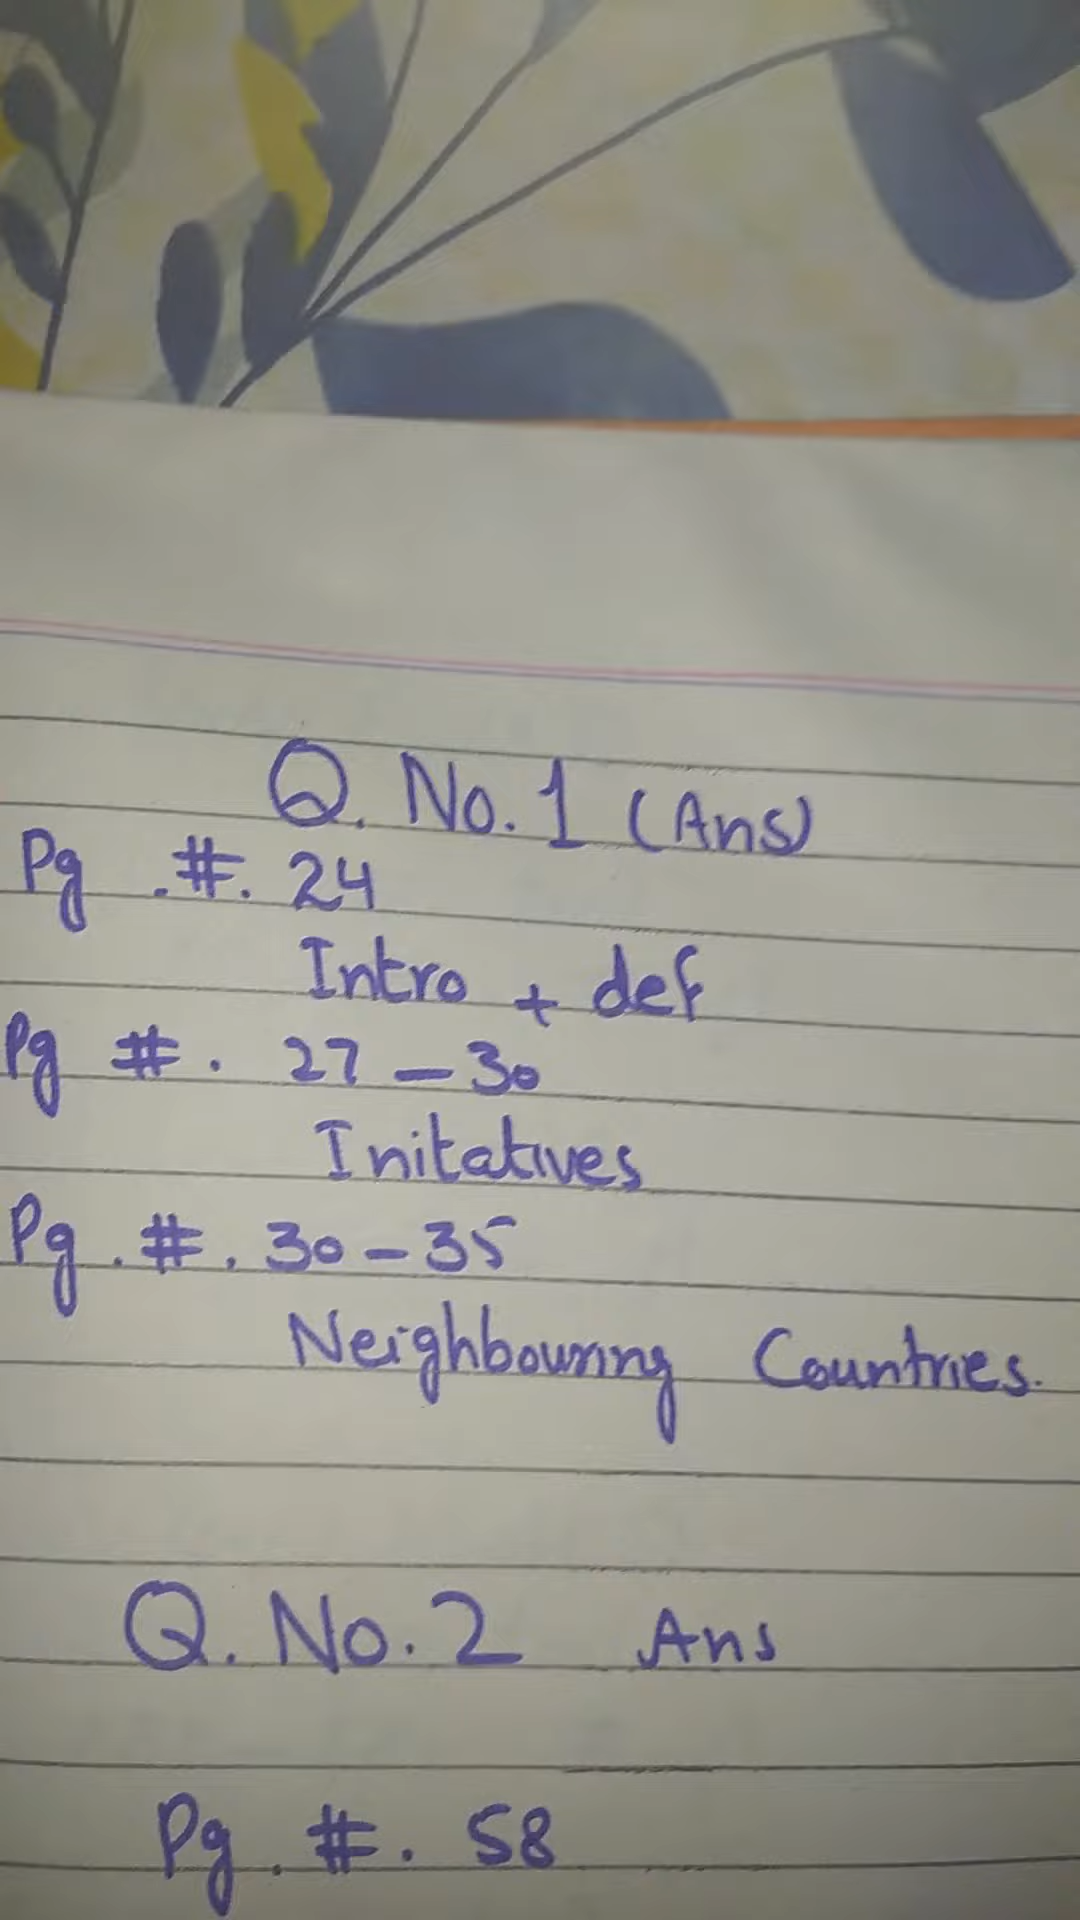 Q. No. 1 (Ans)
Pg .#. 24
Intro + def
Pg #. 27 – 30
Initatives
Pg . #. 30 – 35
Neighbouring Countries.
Q. No. 2 Ans
Pg . #. 58